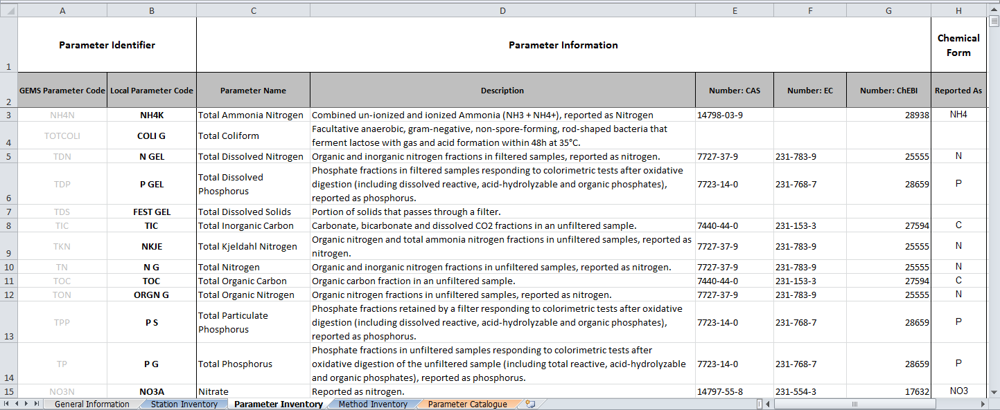 A B C D E F G H
1 Parameter Identifier Parameter Information Chemical
Form
2 GEMS Parameter Code Local Parameter Code Parameter Name Description Number: CAS Number: EC Number: ChEBI Reported As
3 NH4N NH4K Total Ammonia Nitrogen Combined un-ionized and ionized Ammonia (NH3 + NH4+), reported as Nitrogen 14798-03-9 28938 NH4
4 TOTCOLI COLI G Total Coliform Facultative anaerobic, gram-negative, non-spore-forming, rod-shaped bacteria that
ferment lactose with gas and acid formation within 48h at 35°C.
5 TDN N GEL Total Dissolved Nitrogen Organic and inorganic nitrogen fractions in filtered samples, reported as nitrogen. 7727-37-9 231-783-9 25555 N
6 TDP P GEL Total Dissolved
Phosphorus Phosphate fractions in filtered samples responding to colorimetric tests after oxidative
digestion (including dissolved reactive, acid-hydrolyzable and organic phosphates),
reported as phosphorus. 7723-14-0 231-768-7 28659 P
7 TDS FEST GEL Total Dissolved Solids Portion of solids that passes through a filter.
8 TIC TIC Total Inorganic Carbon Carbonate, bicarbonate and dissolved CO2 fractions in an unfiltered sample. 7440-44-0 231-153-3 27594 C
9 TKN NKJE Total Kjeldahl Nitrogen Organic nitrogen and total ammonia nitrogen fractions in unfiltered samples, reported as
nitrogen. 7727-37-9 231-783-9 25555 N
10 TN N G Total Nitrogen Organic and inorganic nitrogen fractions in unfiltered samples, reported as nitrogen. 7727-37-9 231-783-9 25555 N
11 TOC TOC Total Organic Carbon Organic carbon fraction in an unfiltered sample. 7440-44-0 231-153-3 27594 C
12 TON ORGN G Total Organic Nitrogen Organic nitrogen fractions in unfiltered samples, reported as nitrogen. 7727-37-9 231-783-9 25555 N
13 TPP P S Total Particulate
Phosphorus Phosphate fractions retained by a filter responding to colorimetric tests after oxidative
digestion (including dissolved reactive, acid-hydrolyzable and organic phosphates),
reported as phosphorus. 7723-14-0 231-768-7 28659 P
14 TP P G Total Phosphorus Phosphate fractions in unfiltered samples responding to colorimetric tests after
oxidative digestion of the unfiltered sample (including total reactive, acid-hydrolyzable
and organic phosphates), reported as phosphorus. 7723-14-0 231-768-7 28659 P
15 NO3N NO3A Nitrate Reported as nitrogen. 14797-55-8 231-554-3 17632 NO3
General Information Station Inventory Parameter Inventory Method Inventory Parameter Catalogue